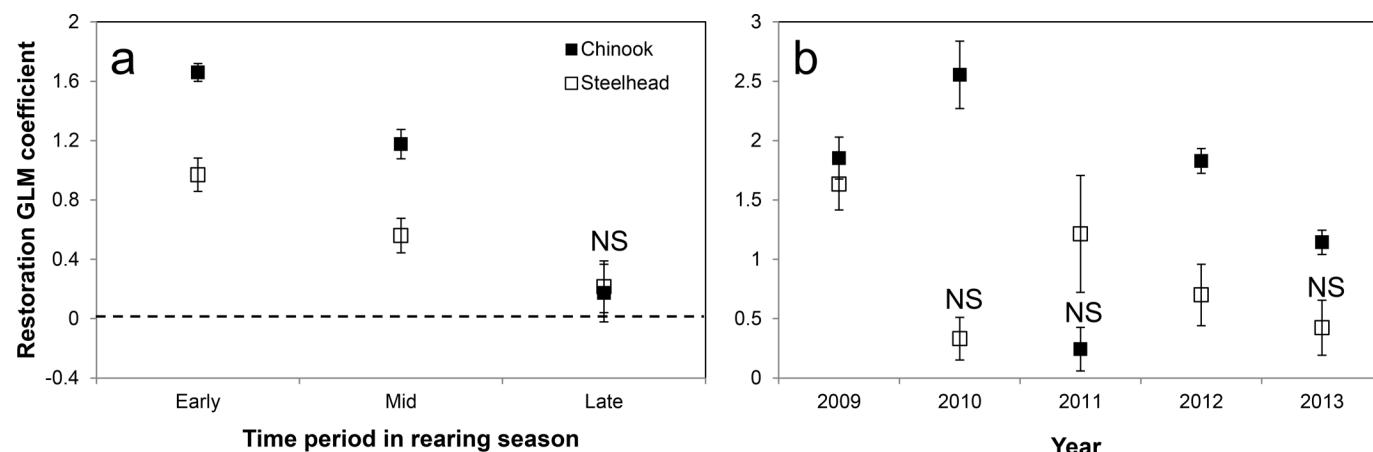 Restoration GLM coefficient
2
1.6
1.2
0.8
0.4
0
-0.4
a
Chinook
Steelhead
NS
Early Mid Late
Time period in rearing season
3
2.5
2
1.5
1
0.5
0
b
NS
NS
NS
2009 2010 2011 2012 2013
Year